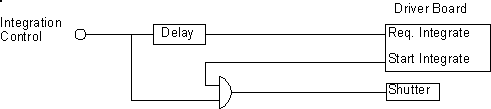 Driver Board
Integration
Control
Delay
Req. Integrate
Start Integrate
Shutter